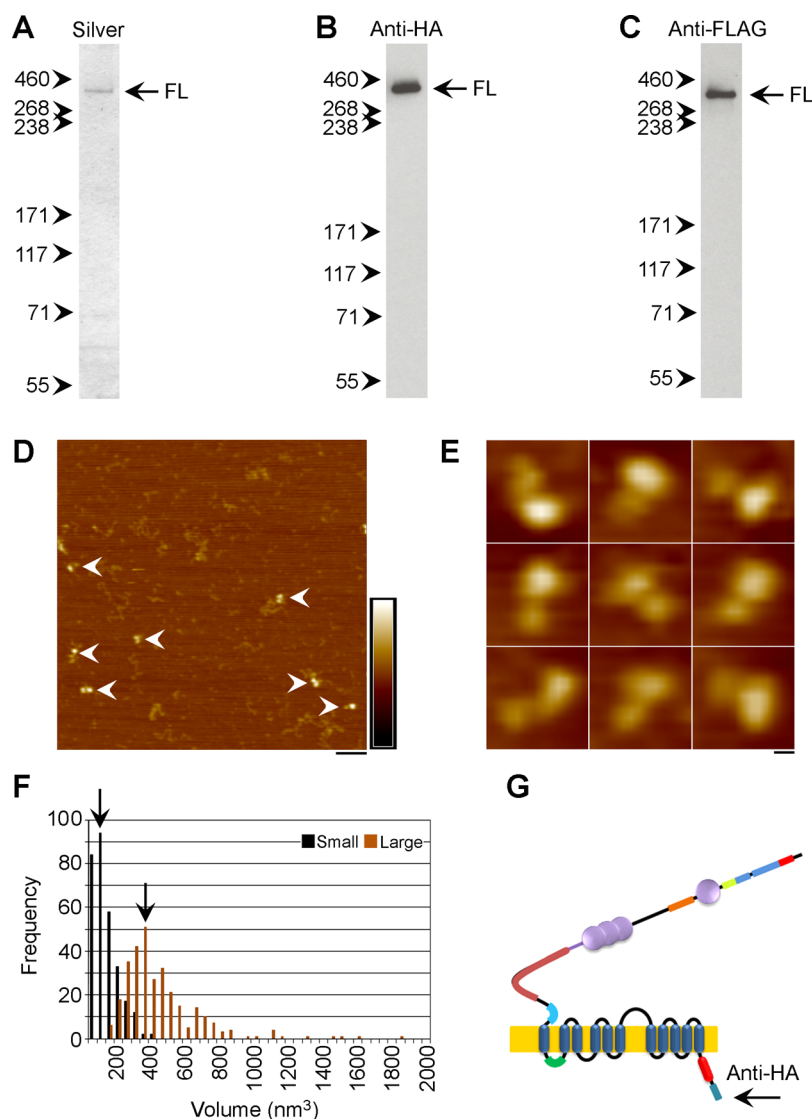 A Silver
460
FL
268
238
171
117
71
55
B Anti-HA
460
FL
268
238
171
117
71
55
C Anti-FLAG
460
FL
268
238
171
117
71
55
D
E
F
100
80
60
40
20
0
Frequency
Small Large
200 400 600 800 1000 1200 1400 1600 1800 2000
Volume (nm³)
G
Anti-HA